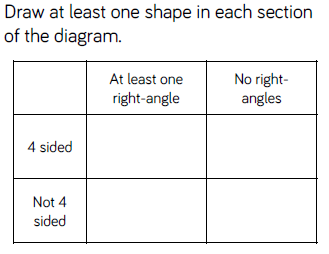 Draw at least one shape in each section
of the diagram.
At least one
right-angle
No right-
angles
4 sided
Not 4
sided